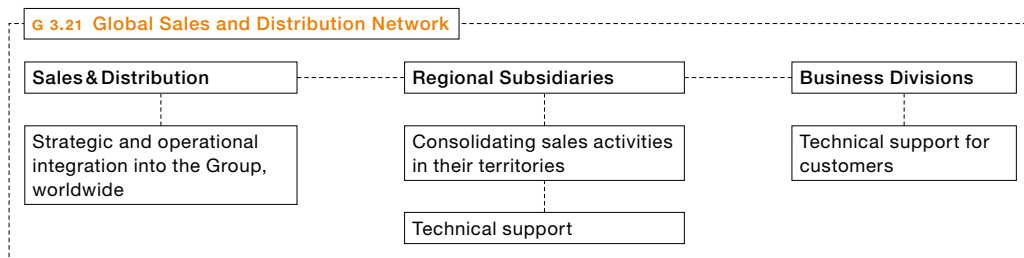 G 3.21 Global Sales and Distribution Network
Sales & Distribution
Regional Subsidiaries
Business Divisions
Strategic and operational
integration into the Group,
worldwide
Consolidating sales activities
in their territories
Technical support for
customers
Technical support